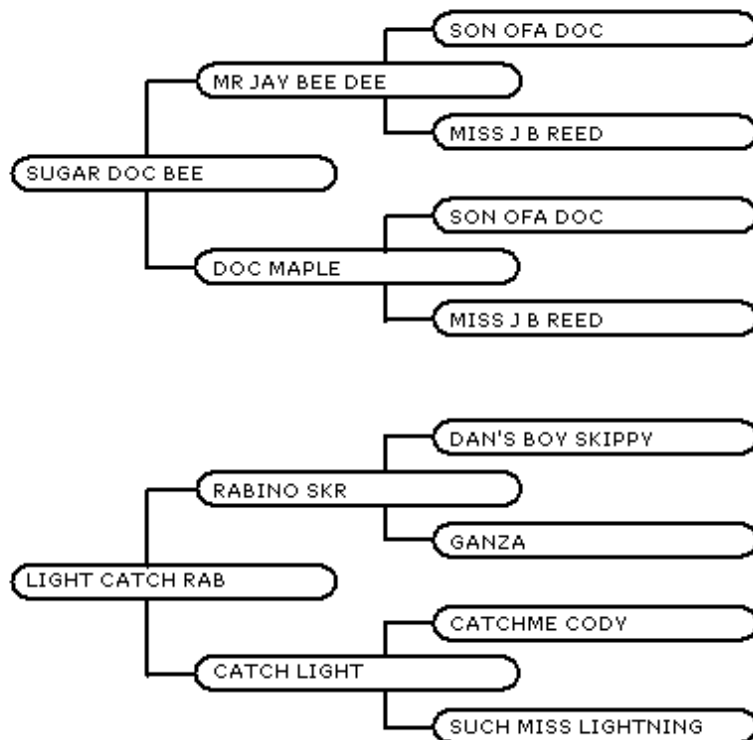 SON OFA DOC
MR JAY BEE DEE
MISS J B REED
SUGAR DOC BEE
SON OFA DOC
DOC MAPLE
MISS J B REED
DAN'S BOY SKIPPY
RABINO SKR
GANZA
LIGHT CATCH RAB
CATCHME CODY
CATCH LIGHT
SUCH MISS LIGHTNING